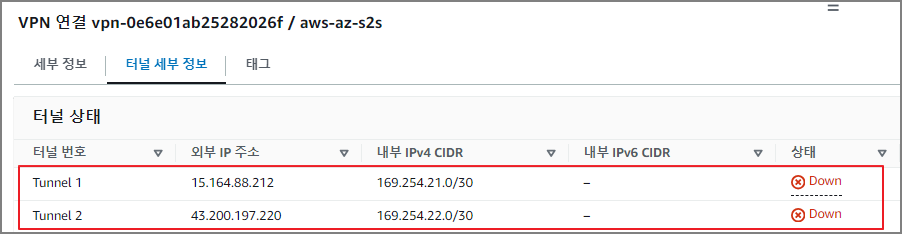 VPN 연결 vpn-0e6e01ab25282026f / aws-az-s2s
세부 정보 터널 세부 정보 태그
터널 상태
터널 번호 외부 IP 주소 내부 IPv4 CIDR 내부 IPv6 CIDR 상태
Tunnel 1 15.164.88.212 169.254.21.0/30 – Down
Tunnel 2 43.200.197.220 169.254.22.0/30 – Down